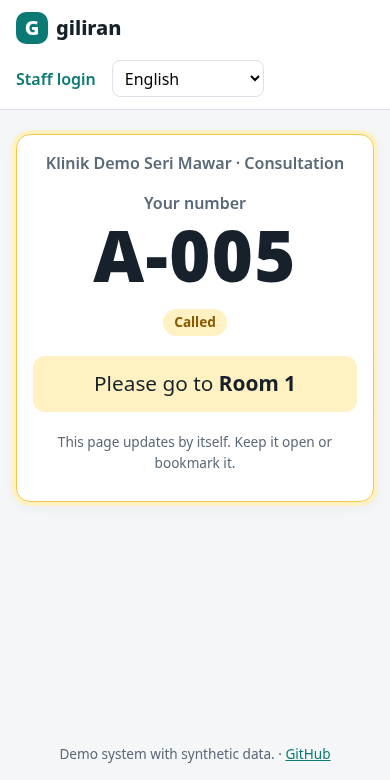 G giliran
Staff login English
Klinik Demo Seri Mawar · Consultation
Your number
A-005
Called
Please go to Room 1
This page updates by itself. Keep it open or
bookmark it.
Demo system with synthetic data. · GitHub